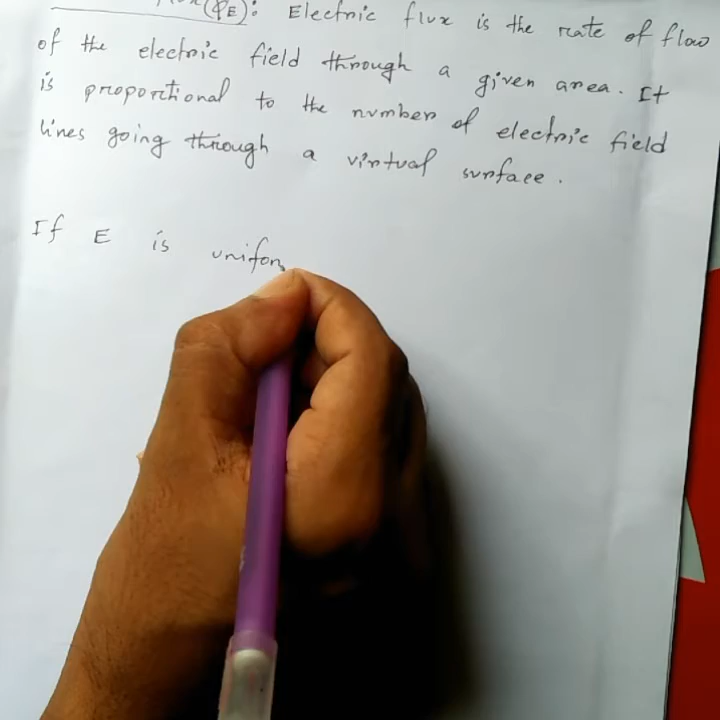 (ΦE): Electric flux is the rate of flow
of the electric field through a given area. It
is proportional to the number of electric field
lines going through a virtual surface.
If E is unifor